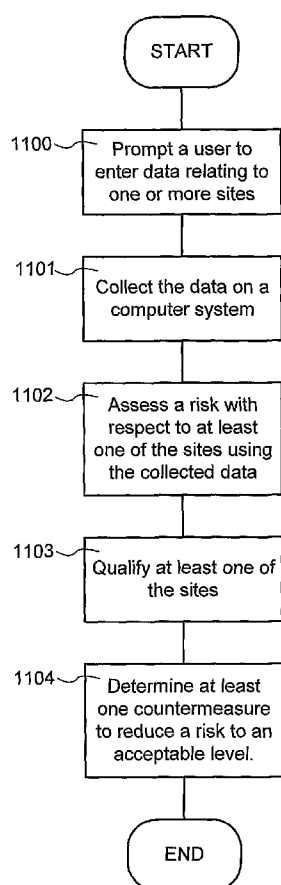 START
1100
Prompt a user to
enter data relating to
one or more sites
1101
Collect the data on a
computer system
1102
Assess a risk with
respect to at least
one of the sites using
the collected data
1103
Qualify at least one of
the sites
1104
Determine at least
one countermeasure
to reduce a risk to an
acceptable level.
END